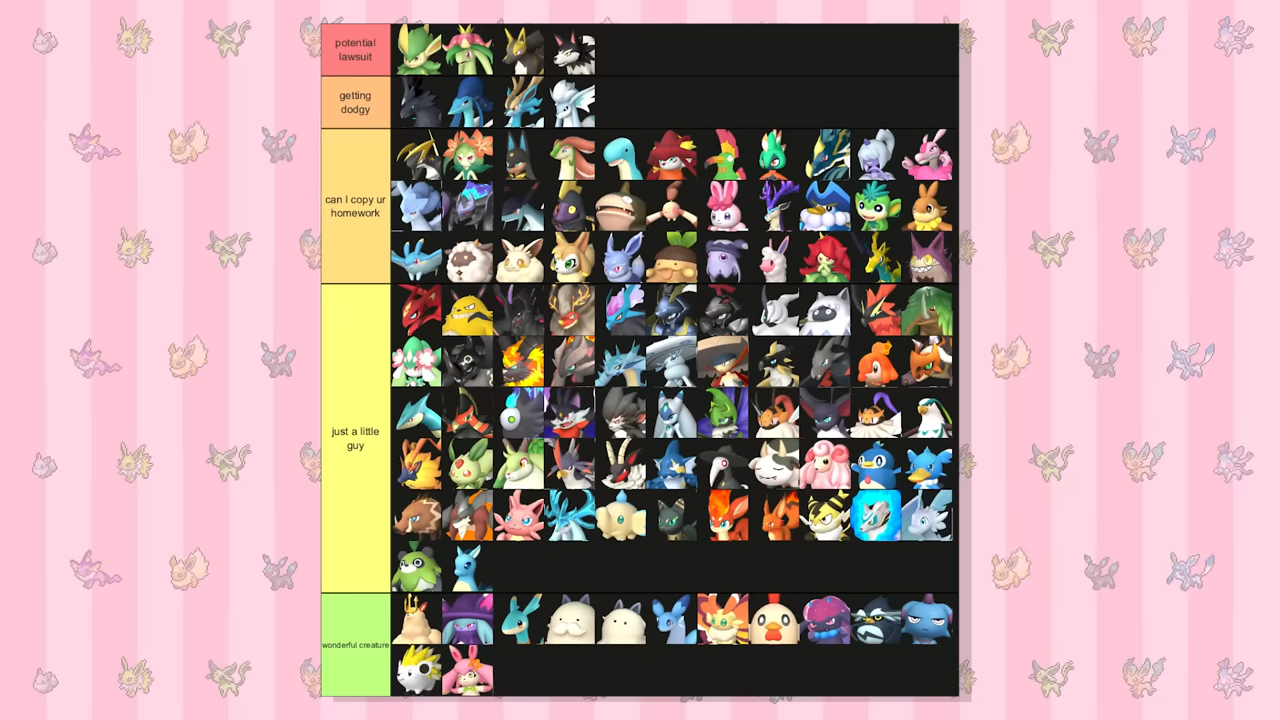 potential
lawsuit
getting
dodgy
can I copy ur
homework
just a little
guy
wonderful creature